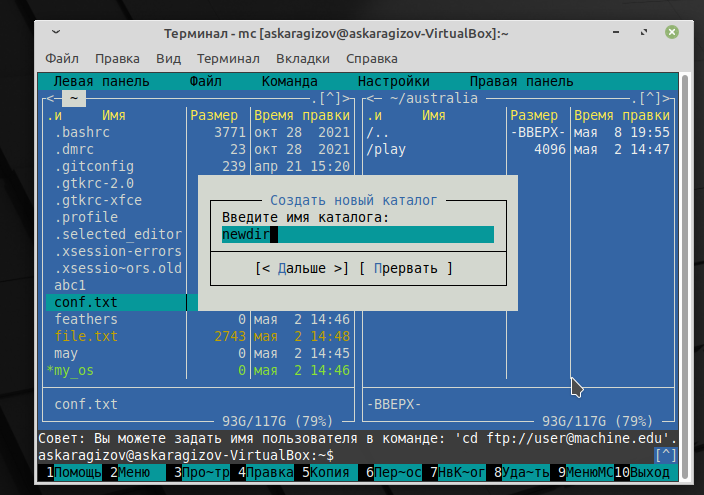 Терминал - mc [askaragizov@askaragizov-VirtualBox]:~
Файл Правка Вид Терминал Вкладки Справка
Левая панель Файл Команда Настройки Правая панель
<─ ~ .[^]> <─ ~/australia .[^]>
.и Имя Размер Время правки .и Имя Размер Время правки
.bashrc 3771 окт 28 2021 /.. -ВВЕРХ- мая 8 19:55
.dmrc 23 окт 28 2021 /play 4096 мая 2 14:47
.gitconfig 239 апр 21 15:20
.gtkrc-2.0
.gtkrc-xfce
.profile
.selected_editor
.xsession-errors
.xsessio~ors.old
abc1
conf.txt
feathers 0 мая 2 14:46
file.txt 2743 мая 2 14:48
may 0 мая 2 14:45
*my_os 0 мая 2 14:46
Создать новый каталог
Введите имя каталога:
newdir
[< Дальше >] [ Прервать ]
conf.txt -ВВЕРХ-
93G/117G (79%) 93G/117G (79%)
Совет: Вы можете задать имя пользователя в команде: 'cd ftp://user@machine.edu'.
askaragizov@askaragizov-VirtualBox:~$ [^]
1Помощь 2Меню 3Про~тр 4Правка 5Копия 6Пер~ос 7НвК~ог 8Уда~ть 9МенюMC 10Выход